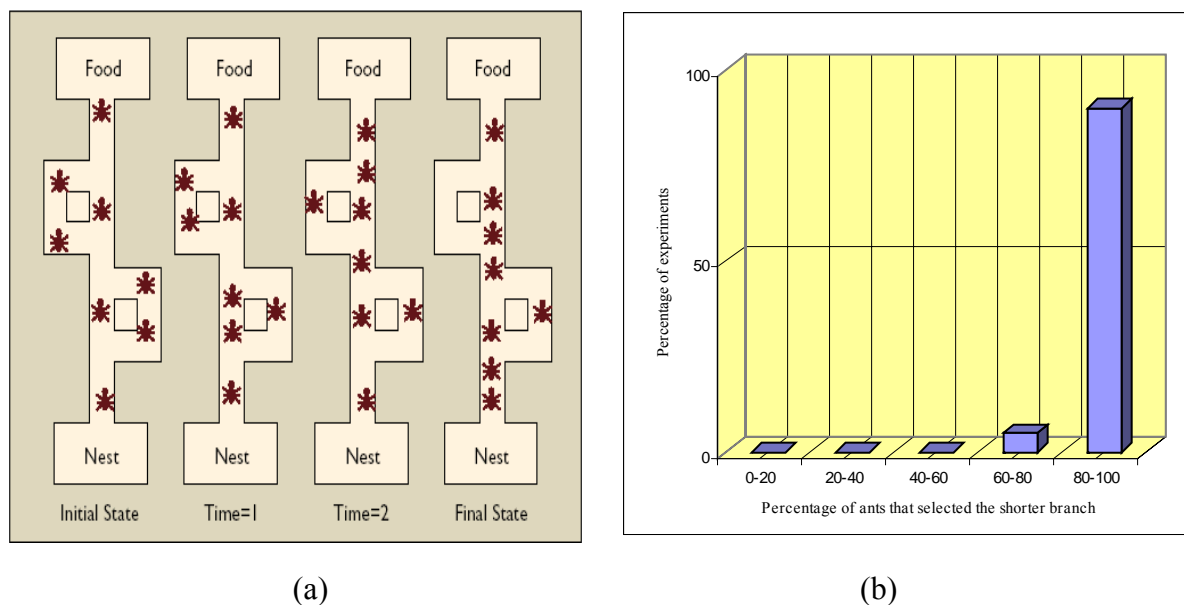 Food Food Food Food
Nest Nest Nest Nest
Initial State Time=1 Time=2 Final State
(a)
Percentage of experiments
100
50
0
0-20 20-40 40-60 60-80 80-100
Percentage of ants that selected the shorter branch
(b)